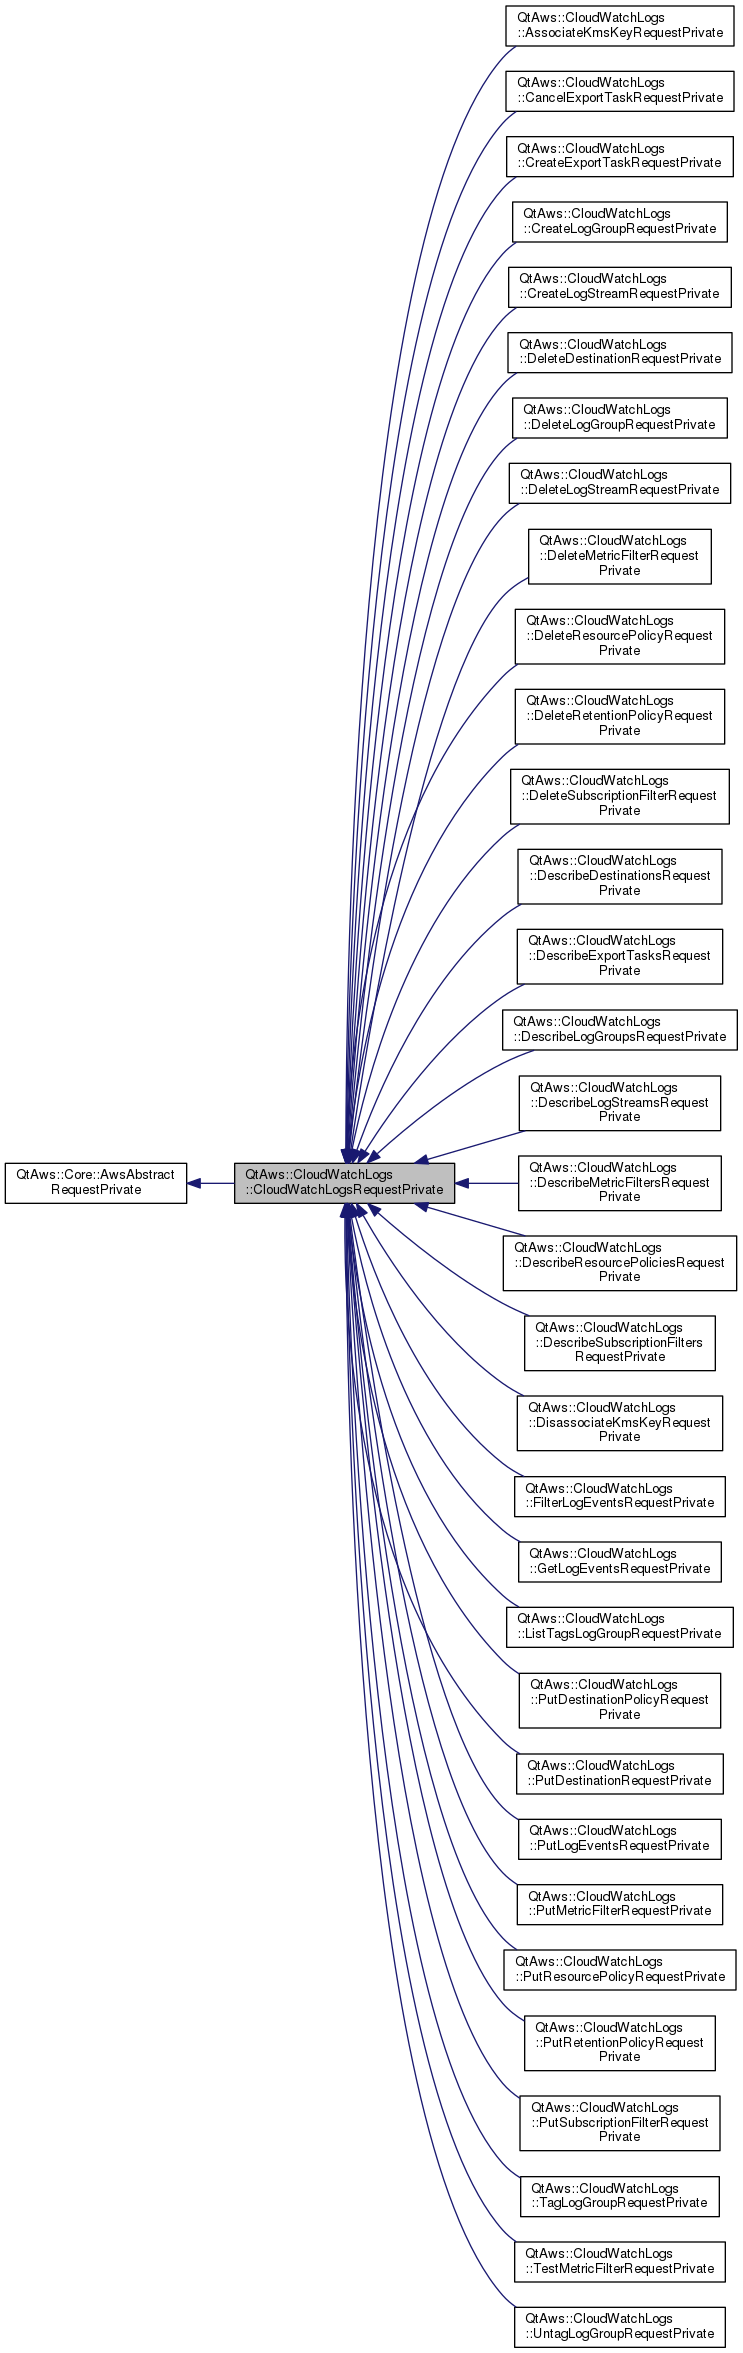 QtAws::CloudWatchLogs
::AssociateKmsKeyRequestPrivate
QtAws::CloudWatchLogs
::CancelExportTaskRequestPrivate
QtAws::CloudWatchLogs
::CreateExportTaskRequestPrivate
QtAws::CloudWatchLogs
::CreateLogGroupRequestPrivate
QtAws::CloudWatchLogs
::CreateLogStreamRequestPrivate
QtAws::CloudWatchLogs
::DeleteDestinationRequestPrivate
QtAws::CloudWatchLogs
::DeleteLogGroupRequestPrivate
QtAws::CloudWatchLogs
::DeleteLogStreamRequestPrivate
QtAws::CloudWatchLogs
::DeleteMetricFilterRequest
Private
QtAws::CloudWatchLogs
::DeleteResourcePolicyRequest
Private
QtAws::CloudWatchLogs
::DeleteRetentionPolicyRequest
Private
QtAws::CloudWatchLogs
::DeleteSubscriptionFilterRequest
Private
QtAws::CloudWatchLogs
::DescribeDestinationsRequest
Private
QtAws::CloudWatchLogs
::DescribeExportTasksRequest
Private
QtAws::CloudWatchLogs
::DescribeLogGroupsRequestPrivate
QtAws::CloudWatchLogs
::DescribeLogStreamsRequest
Private
QtAws::Core::AwsAbstract
RequestPrivate
QtAws::CloudWatchLogs
::CloudWatchLogsRequestPrivate
QtAws::CloudWatchLogs
::DescribeMetricFiltersRequest
Private
QtAws::CloudWatchLogs
::DescribeResourcePoliciesRequest
Private
QtAws::CloudWatchLogs
::DescribeSubscriptionFilters
RequestPrivate
QtAws::CloudWatchLogs
::DisassociateKmsKeyRequest
Private
QtAws::CloudWatchLogs
::FilterLogEventsRequestPrivate
QtAws::CloudWatchLogs
::GetLogEventsRequestPrivate
QtAws::CloudWatchLogs
::ListTagsLogGroupRequestPrivate
QtAws::CloudWatchLogs
::PutDestinationPolicyRequest
Private
QtAws::CloudWatchLogs
::PutDestinationRequestPrivate
QtAws::CloudWatchLogs
::PutLogEventsRequestPrivate
QtAws::CloudWatchLogs
::PutMetricFilterRequestPrivate
QtAws::CloudWatchLogs
::PutResourcePolicyRequestPrivate
QtAws::CloudWatchLogs
::PutRetentionPolicyRequest
Private
QtAws::CloudWatchLogs
::PutSubscriptionFilterRequest
Private
QtAws::CloudWatchLogs
::TagLogGroupRequestPrivate
QtAws::CloudWatchLogs
::TestMetricFilterRequestPrivate
QtAws::CloudWatchLogs
::UntagLogGroupRequestPrivate